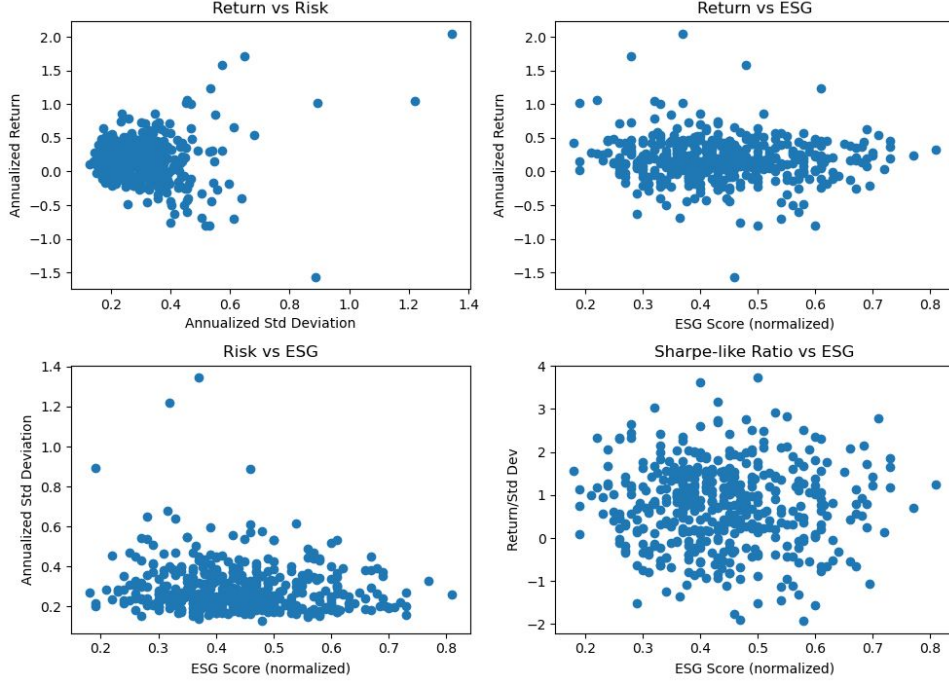 Return vs Risk
Annualized Return
2.0
1.5
1.0
0.5
0.0
−0.5
−1.0
−1.5
0.2 0.4 0.6 0.8 1.0 1.2 1.4
Annualized Std Deviation
Return vs ESG
Annualized Return
2.0
1.5
1.0
0.5
0.0
−0.5
−1.0
−1.5
0.2 0.3 0.4 0.5 0.6 0.7 0.8
ESG Score (normalized)
Risk vs ESG
Annualized Std Deviation
1.4
1.2
1.0
0.8
0.6
0.4
0.2
0.2 0.3 0.4 0.5 0.6 0.7 0.8
ESG Score (normalized)
Sharpe-like Ratio vs ESG
Return/Std Dev
4
3
2
1
0
−1
−2
0.2 0.3 0.4 0.5 0.6 0.7 0.8
ESG Score (normalized)